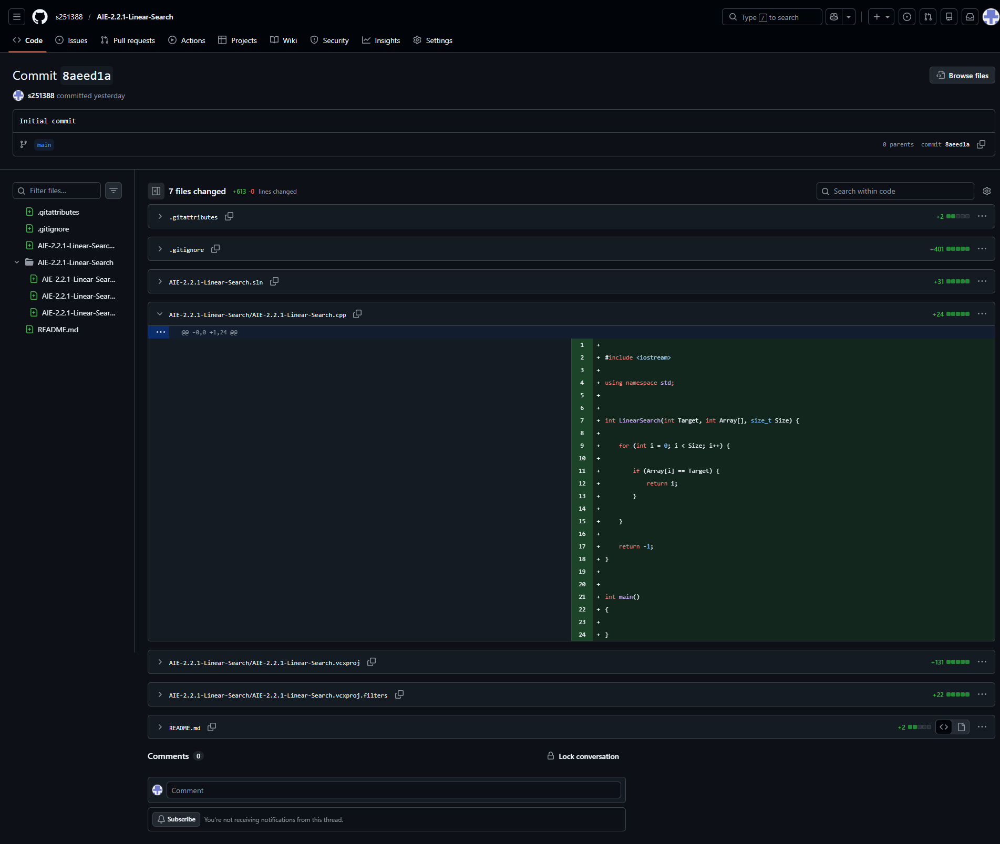 s251388 / AIE-2.2.1-Linear-Search
Type / to search
Code Issues Pull requests Actions Projects Wiki Security Insights Settings
Commit 8aeed1a
Browse files
s251388 committed yesterday
Initial commit
main
0 parents commit 8aeed1a
Filter files...
.gitattributes
.gitignore
AIE-2.2.1-Linear-Searc...
AIE-2.2.1-Linear-Search
AIE-2.2.1-Linear-Sear...
AIE-2.2.1-Linear-Sear...
AIE-2.2.1-Linear-Sear...
README.md
7 files changed +613 -0 lines changed
Search within code
.gitattributes +2
.gitignore +401
AIE-2.2.1-Linear-Search.sln +31
AIE-2.2.1-Linear-Search/AIE-2.2.1-Linear-Search.cpp +24
@@ -0,0 +1,24 @@
1 +
2 + #include <iostream>
3 +
4 + using namespace std;
5 +
6 +
7 + int LinearSearch(int Target, int Array[], size_t Size) {
8 +
9 + for (int i = 0; i < Size; i++) {
10 +
11 + if (Array[i] == Target) {
12 + return i;
13 + }
14 +
15 + }
16 +
17 + return -1;
18 + }
19 +
20 +
21 + int main()
22 + {
23 +
24 + }
AIE-2.2.1-Linear-Search/AIE-2.2.1-Linear-Search.vcxproj +131
AIE-2.2.1-Linear-Search/AIE-2.2.1-Linear-Search.vcxproj.filters +22
README.md +2
Comments 0
Lock conversation
Comment
Subscribe You're not receiving notifications from this thread.